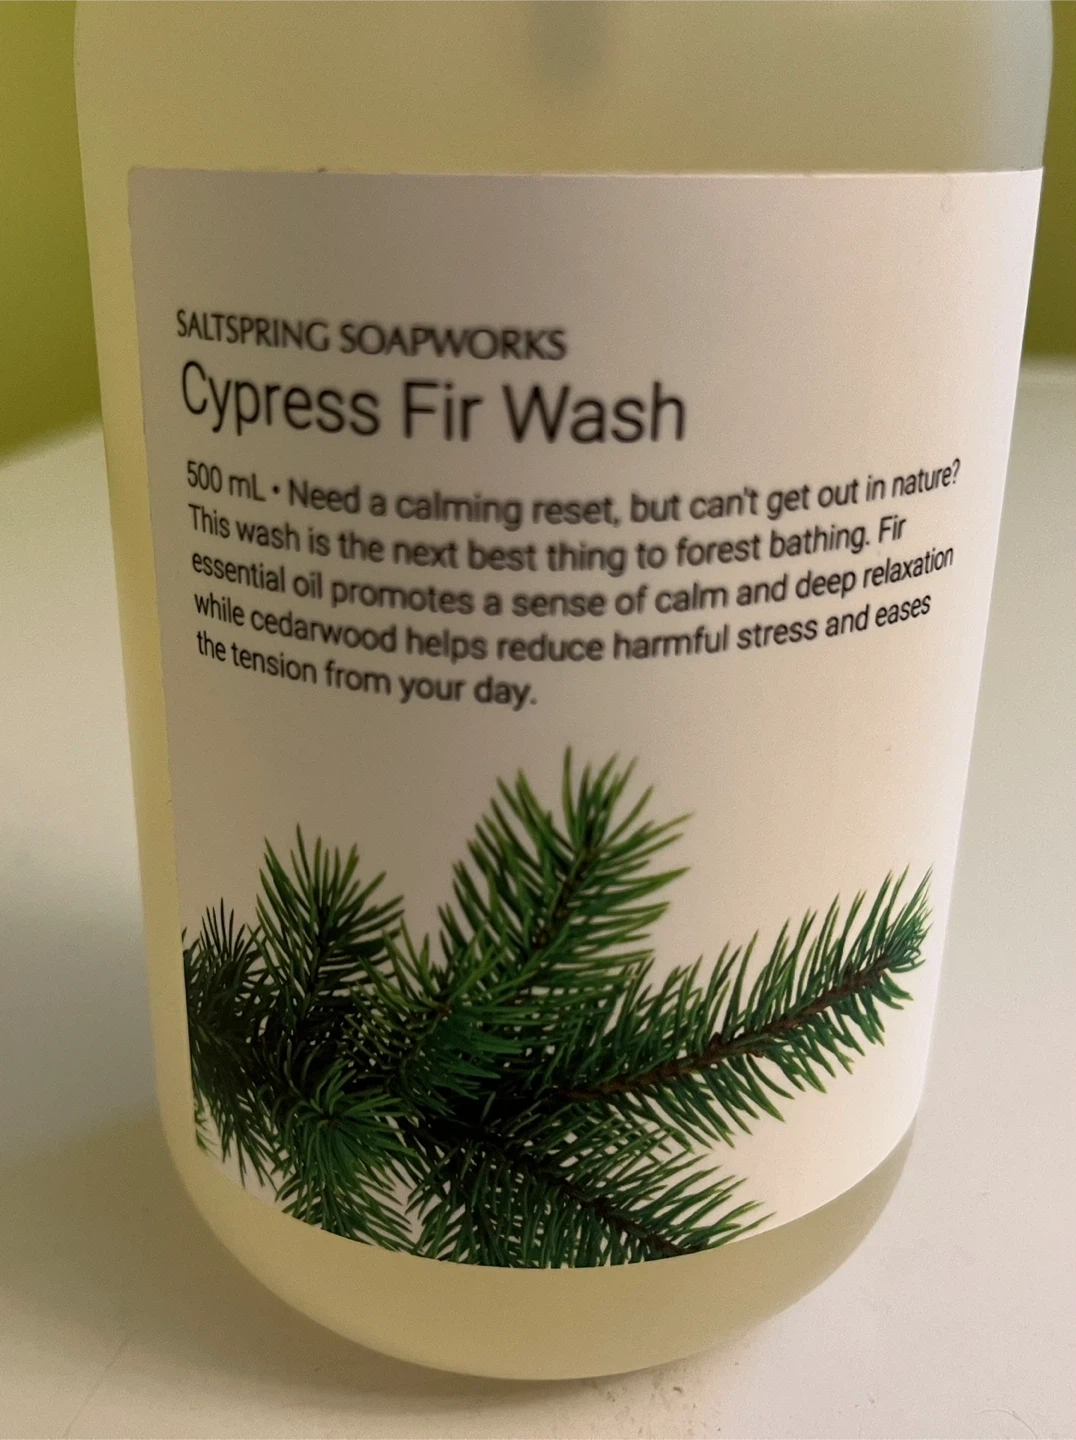 SALTSPRING SOAPWORKS
Cypress Fir Wash
500 mL • Need a calming reset, but can't get out in nature?
This wash is the next best thing to forest bathing. Fir
essential oil promotes a sense of calm and deep relaxation
while cedarwood helps reduce harmful stress and eases
the tension from your day.